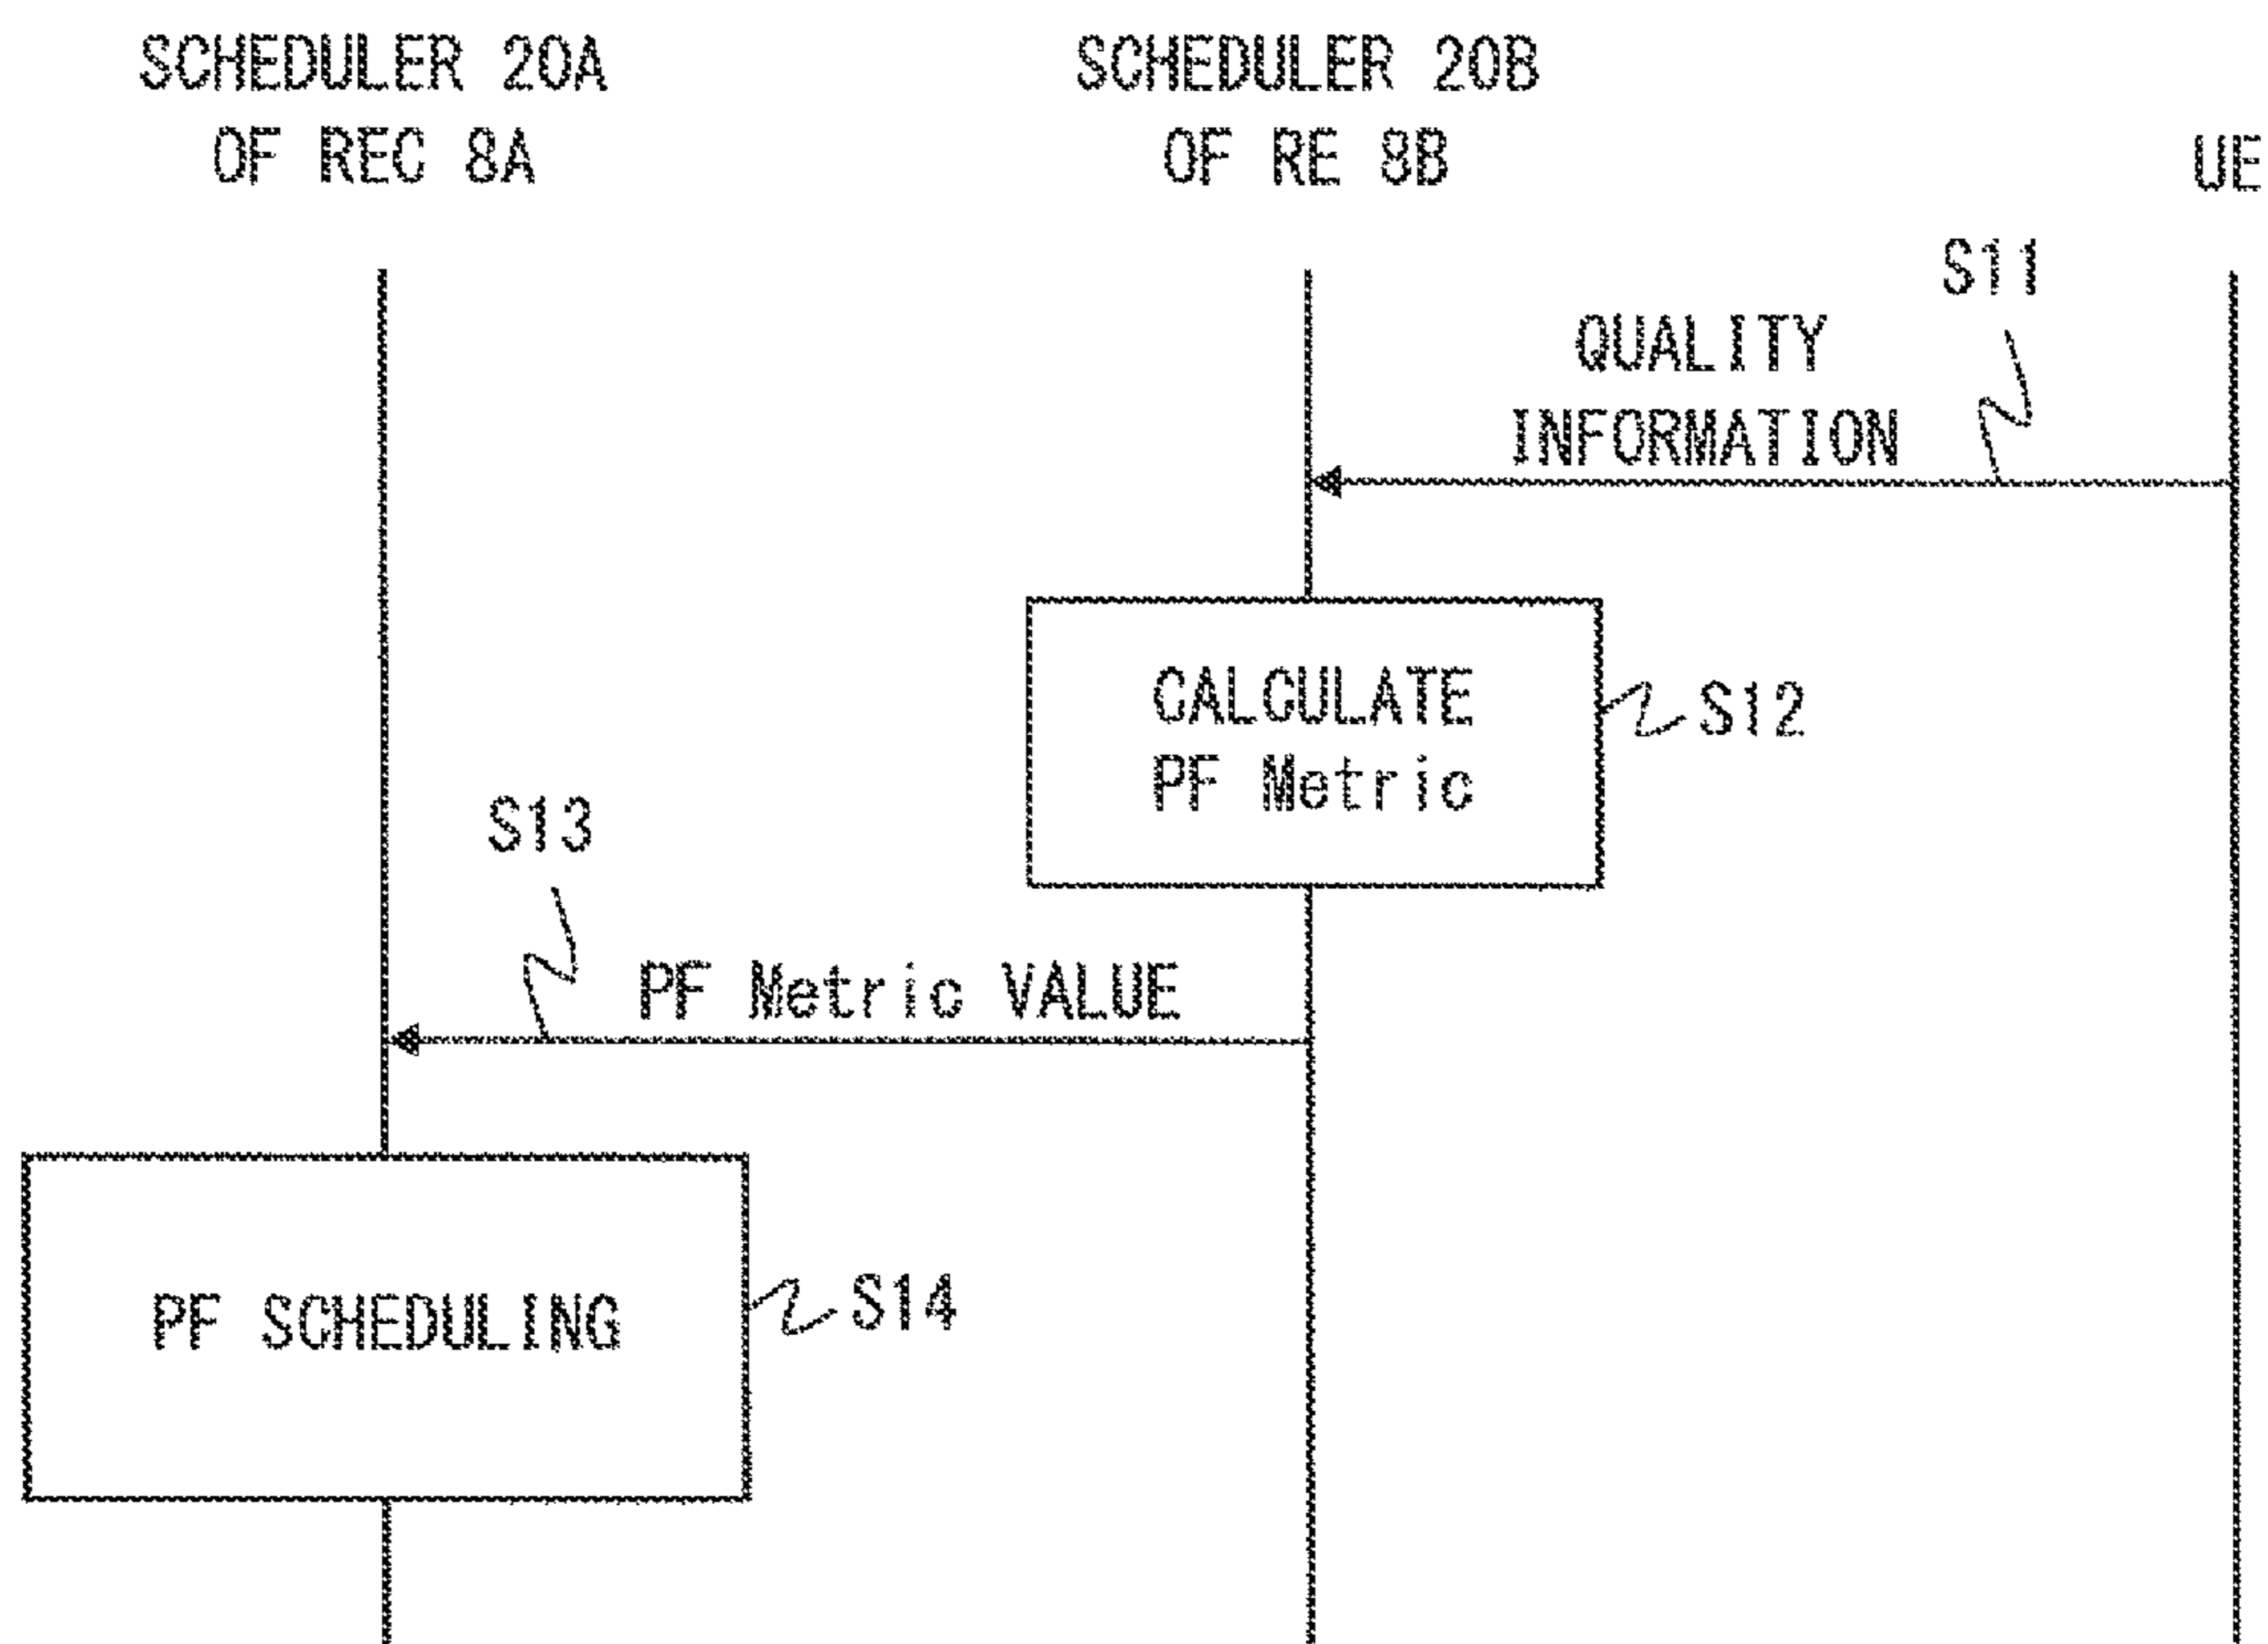 SCHEDULER 20A
OF REC 8A
SCHEDULER 20B
OF RE 8B
UE
S11
QUALITY
INFORMATION
CALCULATE
PF Metric
S12
S13
PF Metric VALUE
PF SCHEDULING
S14